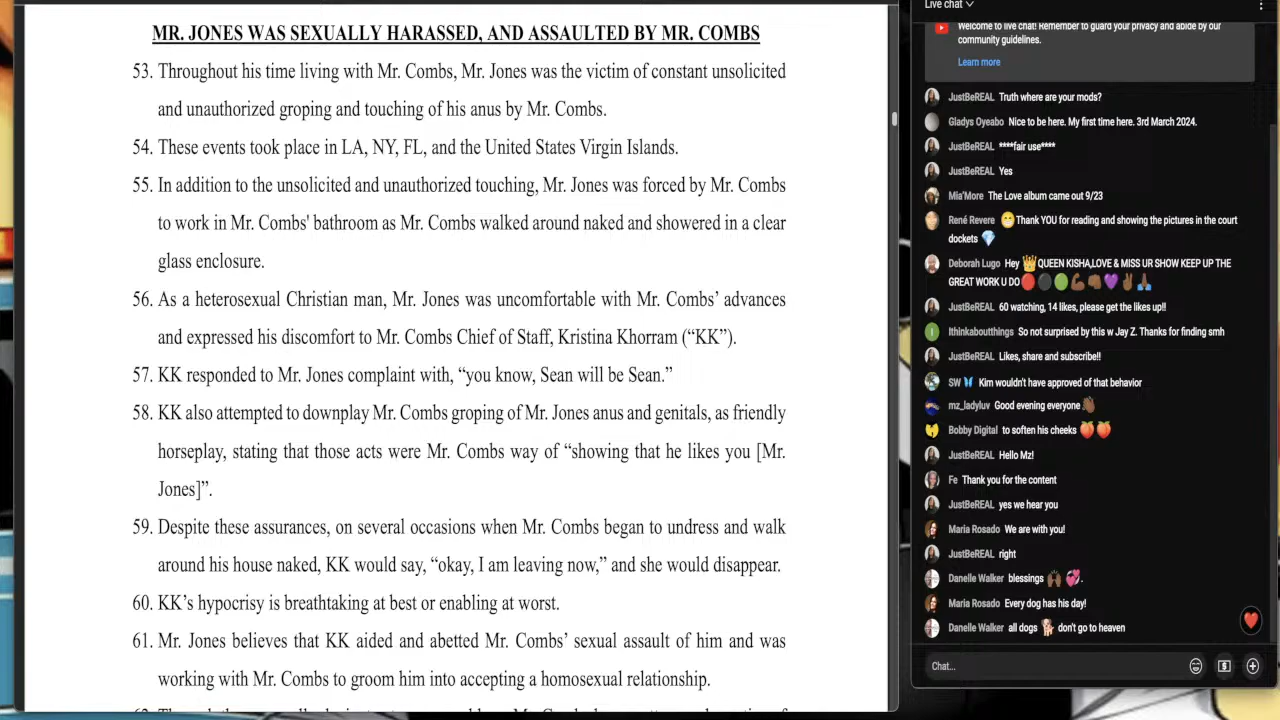 MR. JONES WAS SEXUALLY HARASSED, AND ASSAULTED BY MR. COMBS
53. Throughout his time living with Mr. Combs, Mr. Jones was the victim of constant unsolicited
and unauthorized groping and touching of his anus by Mr. Combs.
54. These events took place in LA, NY, FL, and the United States Virgin Islands.
55. In addition to the unsolicited and unauthorized touching, Mr. Jones was forced by Mr. Combs
to work in Mr. Combs' bathroom as Mr. Combs walked around naked and showered in a clear
glass enclosure.
56. As a heterosexual Christian man, Mr. Jones was uncomfortable with Mr. Combs’ advances
and expressed his discomfort to Mr. Combs Chief of Staff, Kristina Khorram (“KK”).
57. KK responded to Mr. Jones complaint with, “you know, Sean will be Sean.”
58. KK also attempted to downplay Mr. Combs groping of Mr. Jones anus and genitals, as friendly
horseplay, stating that those acts were Mr. Combs way of “showing that he likes you [Mr.
Jones]”.
59. Despite these assurances, on several occasions when Mr. Combs began to undress and walk
around his house naked, KK would say, “okay, I am leaving now,” and she would disappear.
60. KK’s hypocrisy is breathtaking at best or enabling at worst.
61. Mr. Jones believes that KK aided and abetted Mr. Combs’ sexual assault of him and was
working with Mr. Combs to groom him into accepting a homosexual relationship.
Live chat
Welcome to live chat! Remember to guard your privacy and abide by our
community guidelines.
Learn more
JustBeREAL Truth where are your mods?
Gladys Oyeabo Nice to be here. My first time here. 3rd March 2024.
JustBeREAL ****fair use****
JustBeREAL Yes
Mia’More The Love album came out 9/23
René Revere 😁Thank YOU for reading and showing the pictures in the court
dockets 💎
Deborah Lugo Hey 👑QUEEN KISHA,LOVE & MISS UR SHOW KEEP UP THE
GREAT WORK U DO🔴⚫🟢💪🏾👊🏾💜✌🏾🙏🏾
JustBeREAL 60 watching, 14 likes, please get the likes up!!
Ithinkaboutthings So not surprised by this w Jay Z. Thanks for finding smh
JustBeREAL Likes, share and subscribe!!
SW 🦋 Kim wouldn't have approved of that behavior
mz_ladyluv Good evening everyone 👋🏾
Bobby Digital to soften his cheeks 🍑🍑
JustBeREAL Hello Mz!
Fe Thank you for the content
JustBeREAL yes we hear you
Maria Rosado We are with you!
JustBeREAL right
Danelle Walker blessings 🙌🏾 💞.
Maria Rosado Every dog has his day!
Danelle Walker all dogs 🐕 don't go to heaven
Chat...